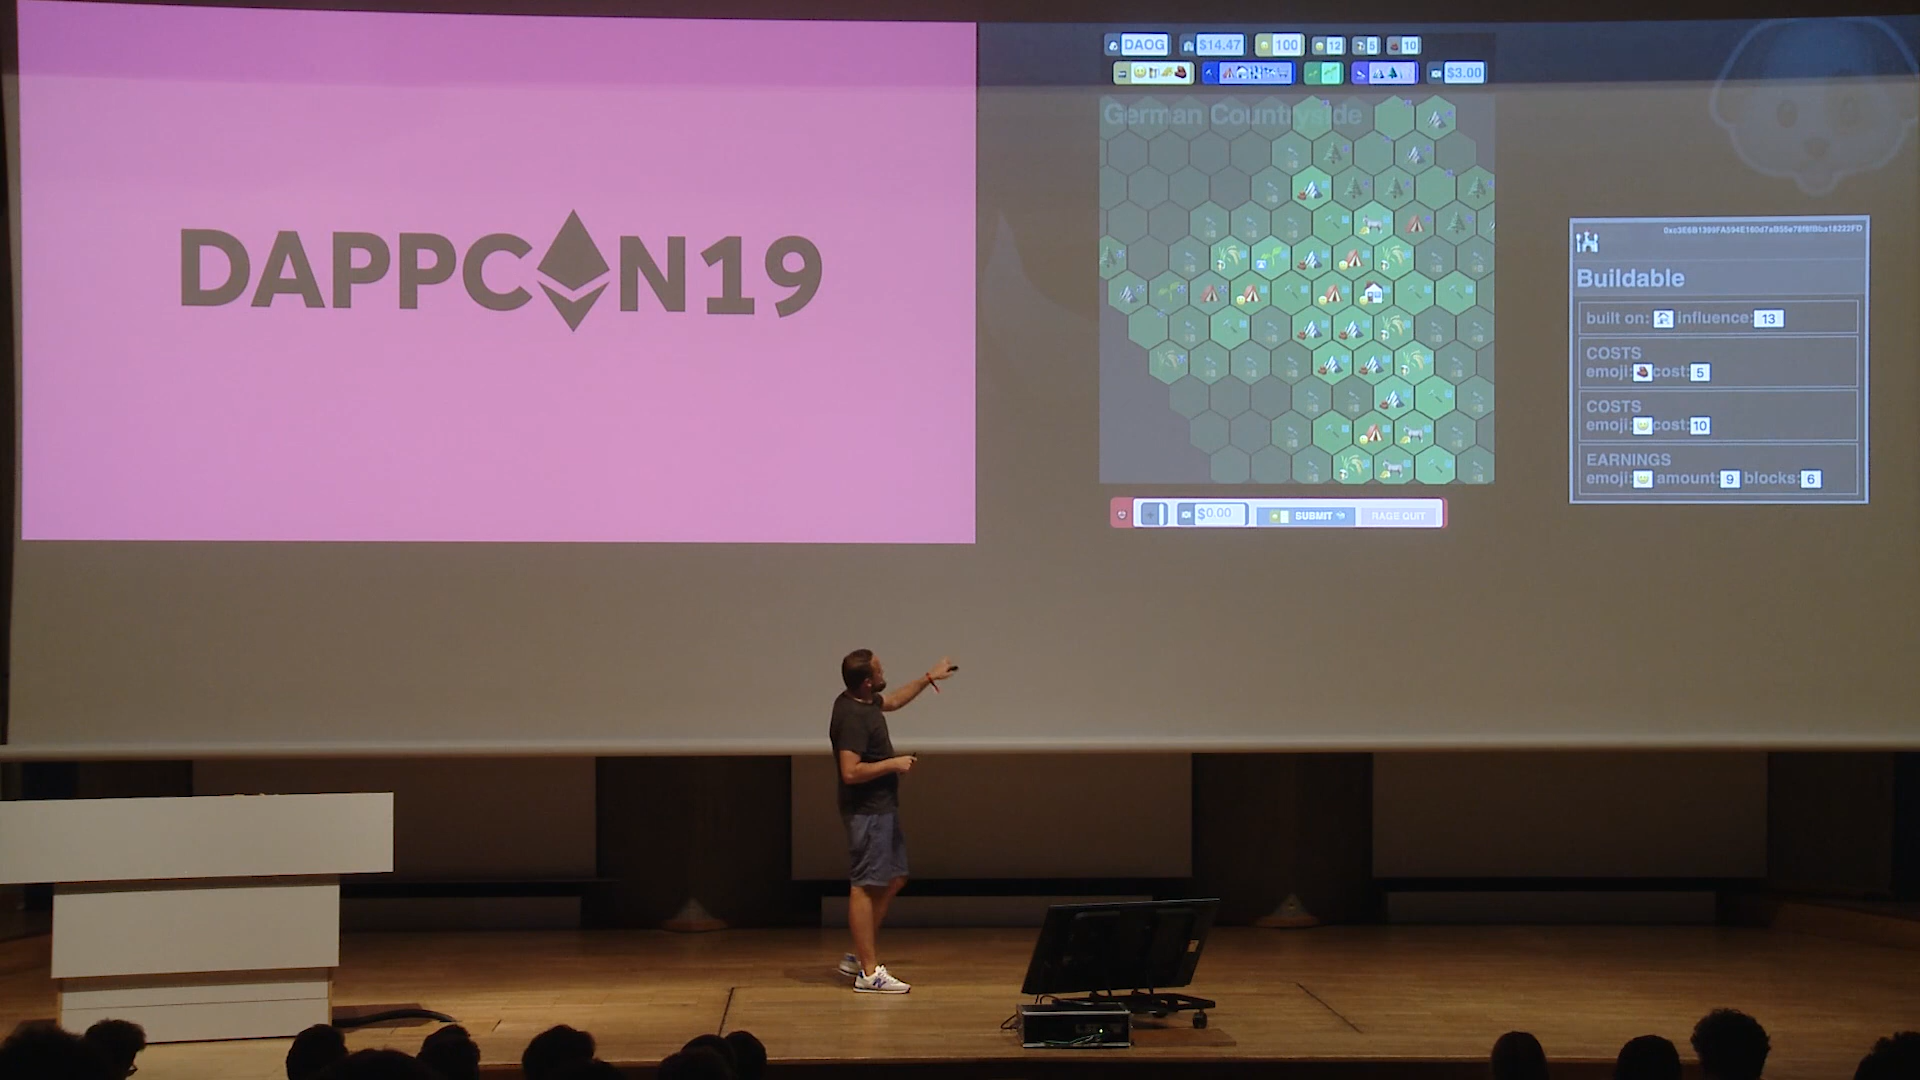 DAPPCON19
DAOG $14.47 100 12 5 10
$3.00
German Countryside
$0.00 SUBMIT RAGE QUIT
Buildable
built on: influence: 13
COSTS
emoji: cost: 5
COSTS
emoji: cost: 10
EARNINGS
emoji: amount: 9 blocks: 6